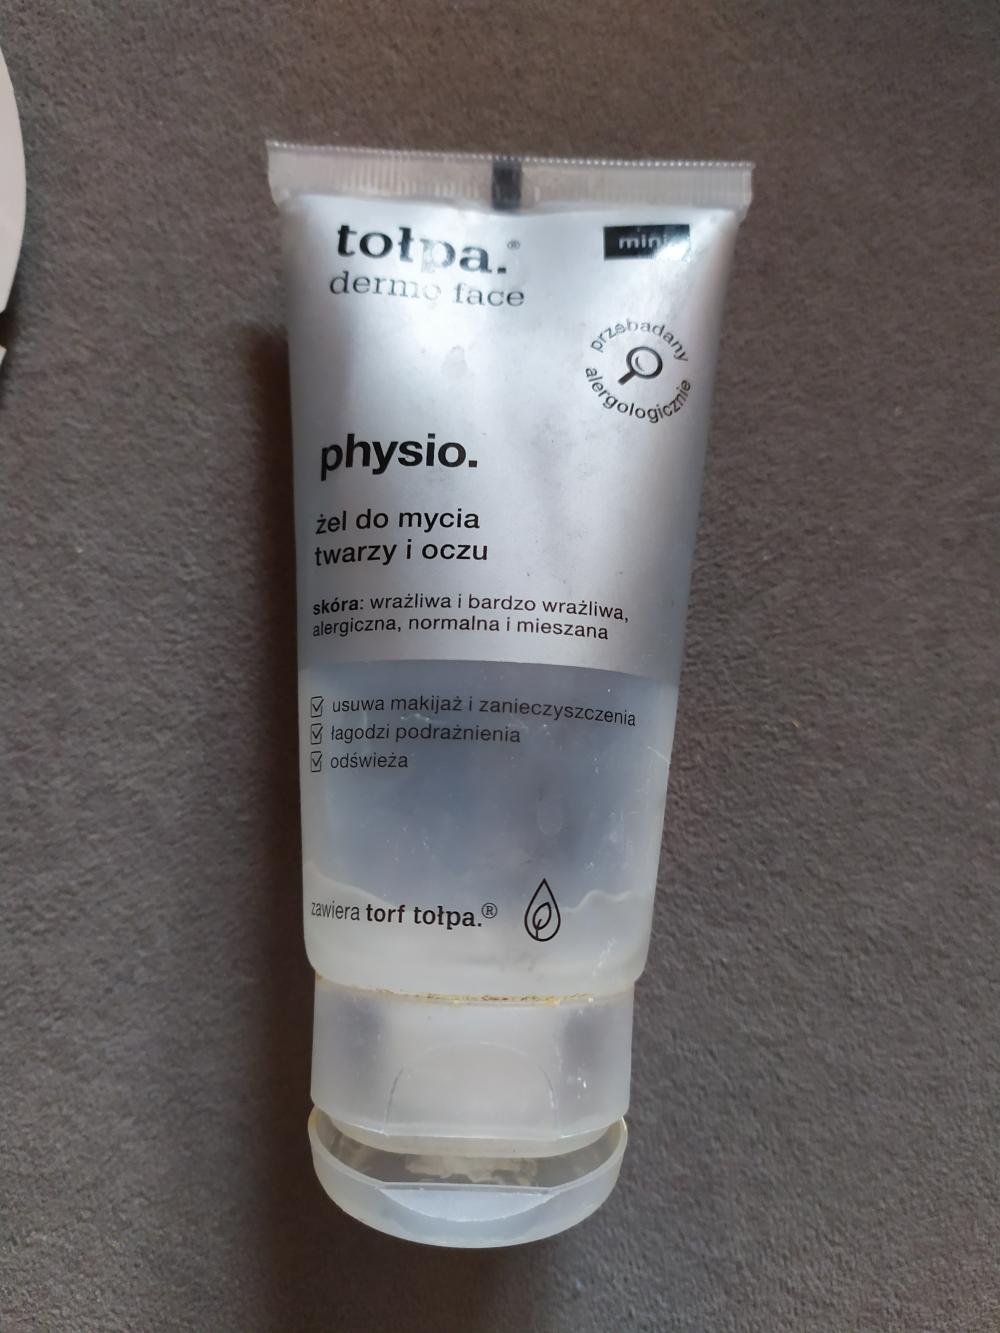 tołpa.®
dermo face
mini
przebadany
alergologicznie
physio.
żel do mycia
twarzy i oczu
skóra: wrażliwa i bardzo wrażliwa,
alergiczna, normalna i mieszana
usuwa makijaż i zanieczyszczenia
łagodzi podrażnienia
odświeża
zawiera torf tołpa.®